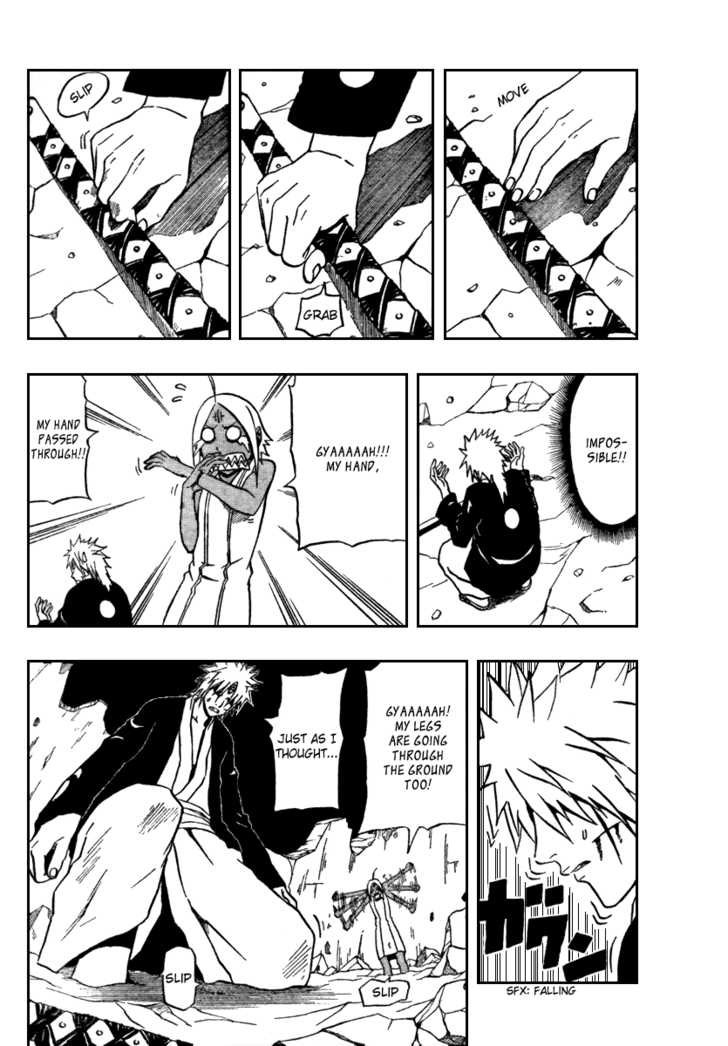 MOVE
GRAB
SLIP
IMPOS-
SIBLE!!
GYAAAAAH!!!
MY HAND,
MY HAND
PASSED
THROUGH!!
ガクン
SFX: FALLING
GYAAAAAH!
MY LEGS
ARE GOING
THROUGH
THE GROUND
TOO!
JUST AS I
THOUGHT...
SLIP
SLIP